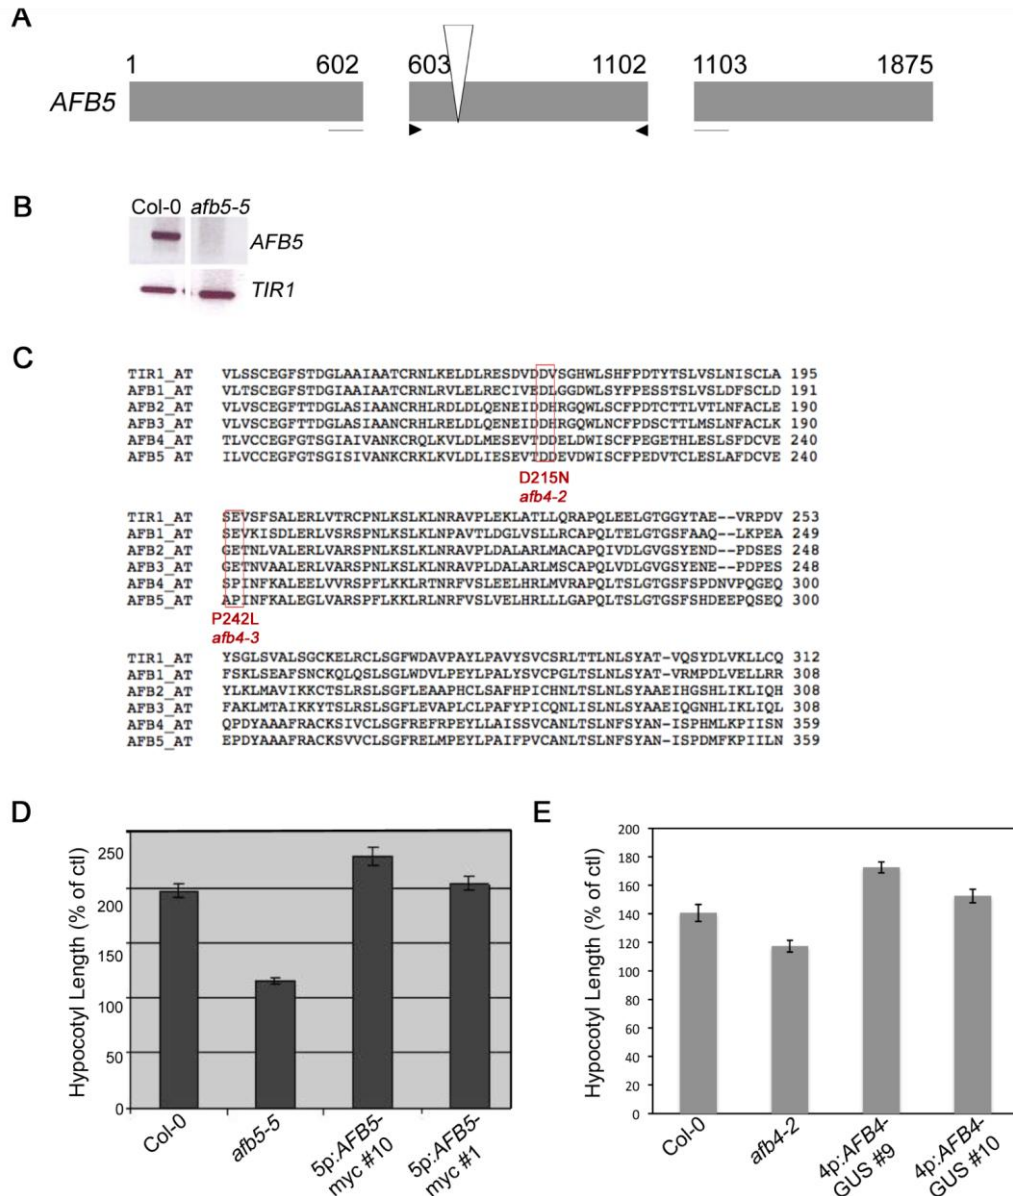 A
1 602 603 1102 1103 1875
AFB5
B
Col-0 afb5-5
AFB5
TIR1
C
TIR1_AT VLSSCEGFSTDGLAAIAATCRNLKELDLRESDVDDVSGHWLSHFPDTYTSLVSLNISCLA 195
AFB1_AT VLTSCEGFSTDGLAAIAATCRNLRVLELRECIVEDLGGDWLSYFPESSTSLVSLDFSCLD 191
AFB2_AT VLVSCEGFTTDGLASIAANCRHLRDLDLQENEIDDHRGQWLSCFPDTCTTLVTLNFACLE 190
AFB3_AT VLVSCEGFTTDGLASIAANCRHLRELDLQENEIDDHRGQWLNCFPDSCTTLMSLNFACLK 190
AFB4_AT TLVCCEGFGTSGIAIVANKCRQLKVLDLMESEVTDDELDWISCFPEGETHLESLSFDCVE 240
AFB5_AT ILVCCEGFGTSGISIVANKCRKLKVLDLIESEVTDDEVDWISCFPEDVTCLESLAFDCVE 240
D215N
afb4-2
TIR1_AT SEVSFSALERLVTRCPNLKSLKLNRAVPLEKLATLLQRAPQLEELGTGGYTAE--VRPDV 253
AFB1_AT SEVKISDLERLVSRSPNLKSLKLNPAVTLDGLVSLLRCAPQLTELGTGSFAAQ--LKPEA 249
AFB2_AT GETNLVALERLVARSPNLKSLKLNRAVPLDALARLMACAPQIVDLGVGSYEND--PDSES 248
AFB3_AT GETNVAALERLVARSPNLKSLKLNRAVPLDALARLMSCAPQLVDLGVGSYENE--PDPES 248
AFB4_AT SPINFKALEELVVRSPFLKKLRTNRFVSLEELHRLMVRAPQLTSLGTGSFSPDNVPQGEQ 300
AFB5_AT APINFKALEGLVARSPFLKKLRLNRFVSLVELHRLLLGAPQLTSLGTGSFSHDEEPQSEQ 300
P242L
afb4-3
TIR1_AT YSGLSVALSGCKELRCLSGFWDAVPAYLPAVYSVCSRLTTLNLSYAT-VQSYDLVKLLCQ 312
AFB1_AT FSKLSEAFSNCKQLQSLSGLWDVLPEYLPALYSVCPGLTSLNLSYAT-VRMPDLVELLRR 308
AFB2_AT YLKLMAVIKKCTSLRSLSGFLEAAPHCLSAFHPICHNLTSLNLSYAAEIHGSHLIKLIQH 308
AFB3_AT FAKLMTAIKKYTSLRSLSGFLEVAPLCLPAFYPICQNLISLNLSYAAEIQGNHLIKLIQL 308
AFB4_AT QPDYAAAFRACKSIVCLSGFREFRPEYLLAISSVCANLTSLNFSYAN-ISPHMLKPIISN 359
AFB5_AT EPDYAAAFRACKSVVCLSGFRELMPEYLPAIFPVCANLTSLNFSYAN-ISPDMFKPIILN 359
D
Hypocotyl Length (% of ctl)
250
200
150
100
50
0
Col-0
afb5-5
5p:AFB5-
myc #10
5p:AFB5-
myc #1
E
Hypocotyl Length (% of ctl)
200
180
160
140
120
100
80
60
40
20
0
Col-0
afb4-2
4p:AFB4-
GUS #9
4p:AFB4-
GUS #10